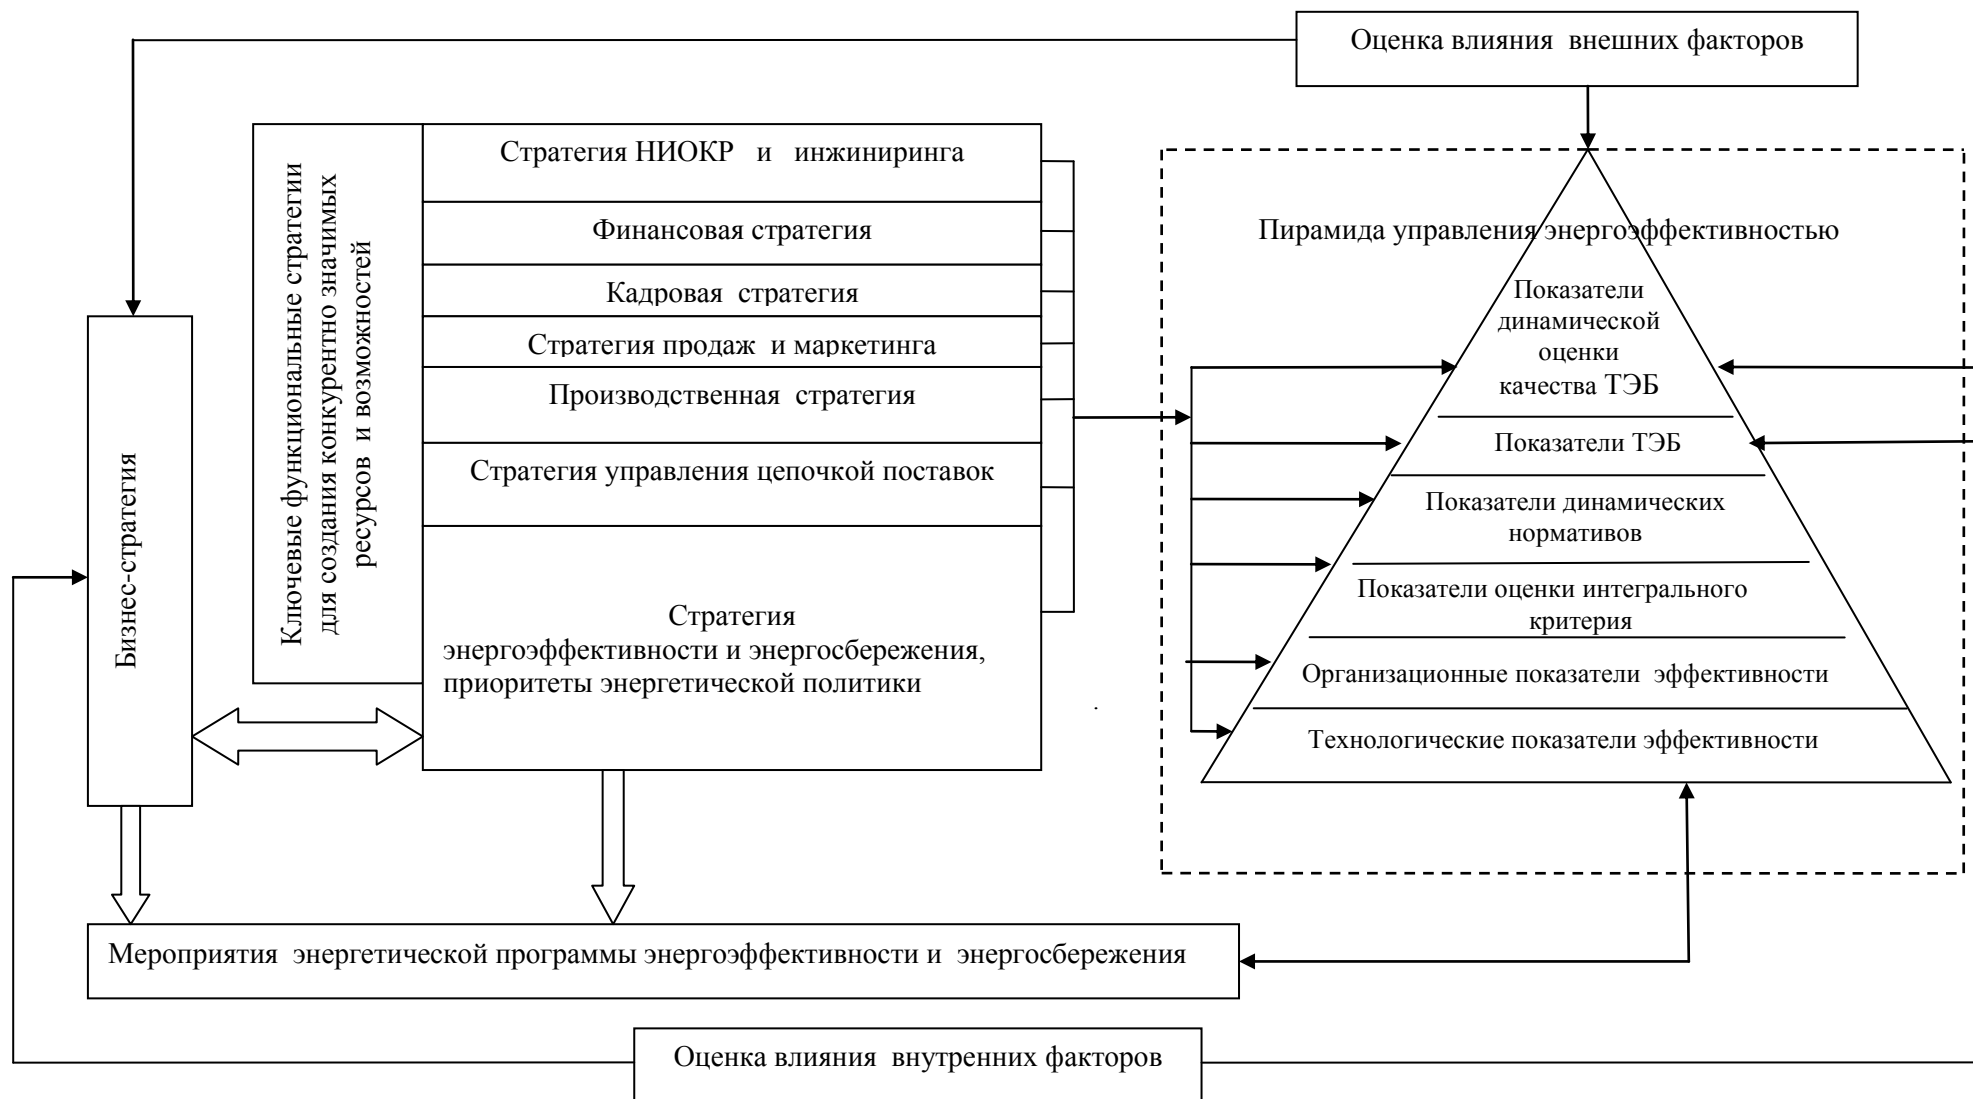 Оценка влияния внешних факторов
Ключевые функциональные стратегии
для создания конкурентно значимых
ресурсов и возможностей
Стратегия НИОКР и инжиниринга
Финансовая стратегия
Кадровая стратегия
Стратегия продаж и маркетинга
Производственная стратегия
Стратегия управления цепочкой поставок
Стратегия
энергоэффективности и энергосбережения,
приоритеты энергетической политики
Бизнес-стратегия
Пирамида управления энергоэффективностью
Показатели
динамической
оценки
качества ТЭБ
Показатели ТЭБ
Показатели динамических
нормативов
Показатели оценки интегрального
критерия
Организационные показатели эффективности
Технологические показатели эффективности
Мероприятия энергетической программы энергоэффективности и энергосбережения
Оценка влияния внутренних факторов